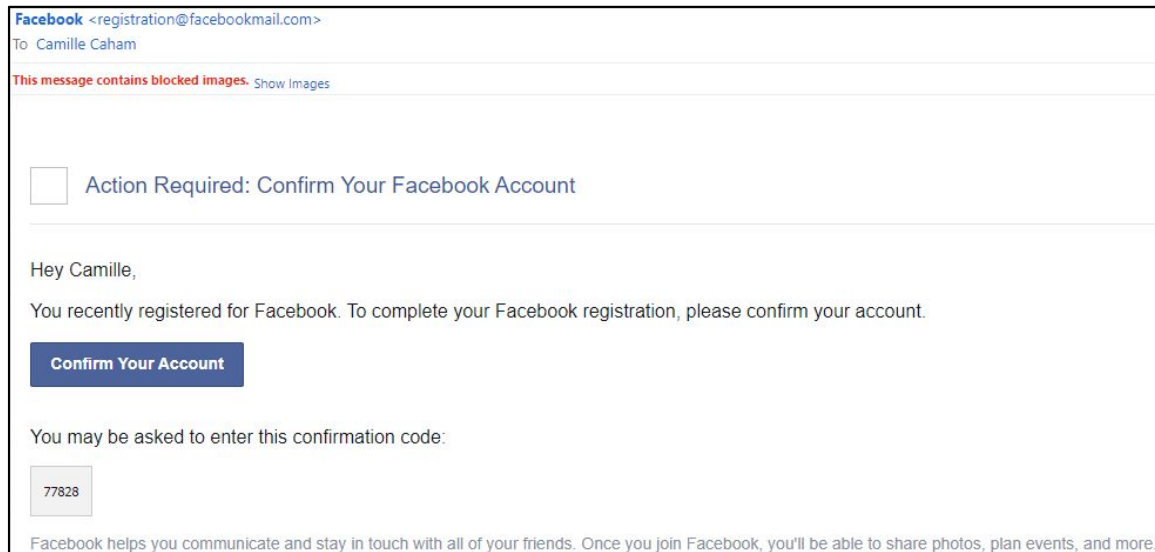 Facebook <registration@facebookmail.com>
To Camille Caham
This message contains blocked images. Show Images
Action Required: Confirm Your Facebook Account
Hey Camille,
You recently registered for Facebook. To complete your Facebook registration, please confirm your account.
Confirm Your Account
You may be asked to enter this confirmation code:
77828
Facebook helps you communicate and stay in touch with all of your friends. Once you join Facebook, you'll be able to share photos, plan events, and more.